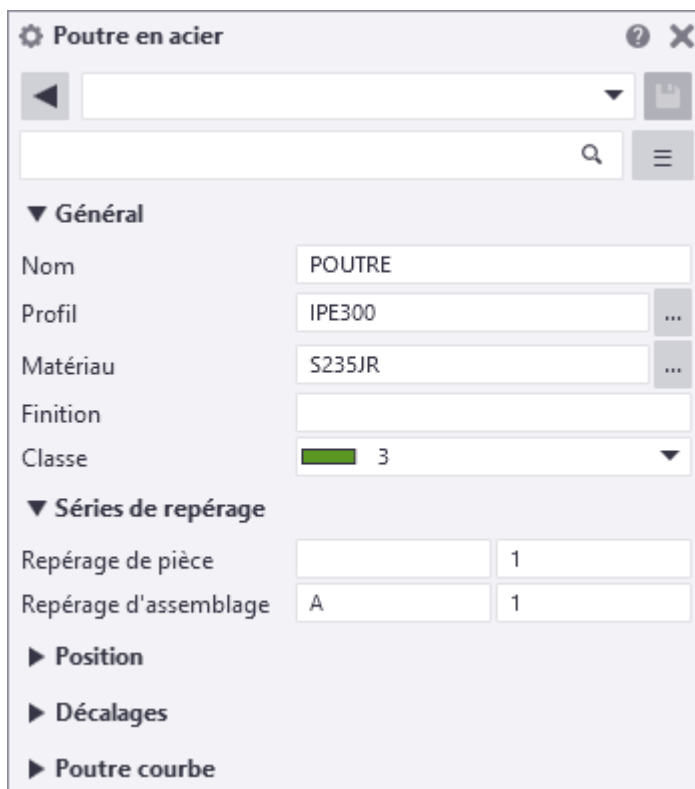 Poutre en acier
Général
Nom POUTRE
Profil IPE300 ...
Matériau S235JR ...
Finition
Classe 3
Séries de repérage
Repérage de pièce 1
Repérage d'assemblage A 1
Position
Décalages
Poutre courbe